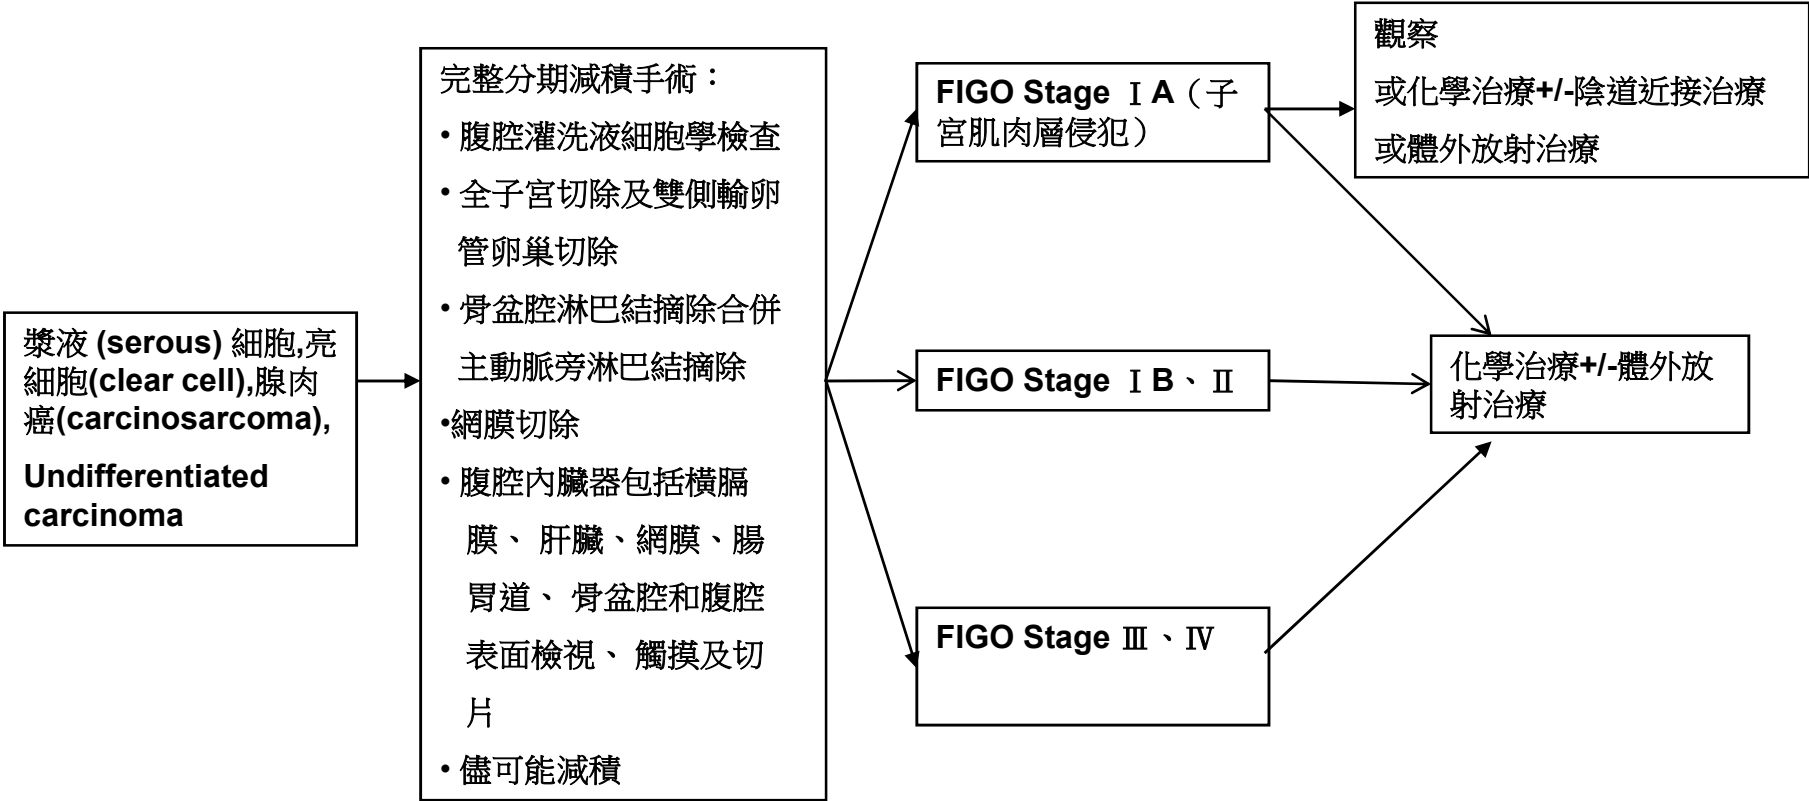 漿液 (serous) 細胞,亮
細胞(clear cell),腺肉
癌(carcinosarcoma),
Undifferentiated
carcinoma
完整分期減積手術：
• 腹腔灌洗液細胞學檢查
• 全子宮切除及雙側輸卵
管卵巢切除
• 骨盆腔淋巴結摘除合併
主動脈旁淋巴結摘除
•網膜切除
• 腹腔內臟器包括橫膈
膜、 肝臟、網膜、腸
胃道、 骨盆腔和腹腔
表面檢視、 觸摸及切
片
• 儘可能減積
FIGO Stage ⅠA（子
宮肌肉層侵犯）
FIGO Stage ⅠB、Ⅱ
FIGO Stage Ⅲ、Ⅳ
觀察
或化學治療+/-陰道近接治療
或體外放射治療
化學治療+/-體外放
射治療